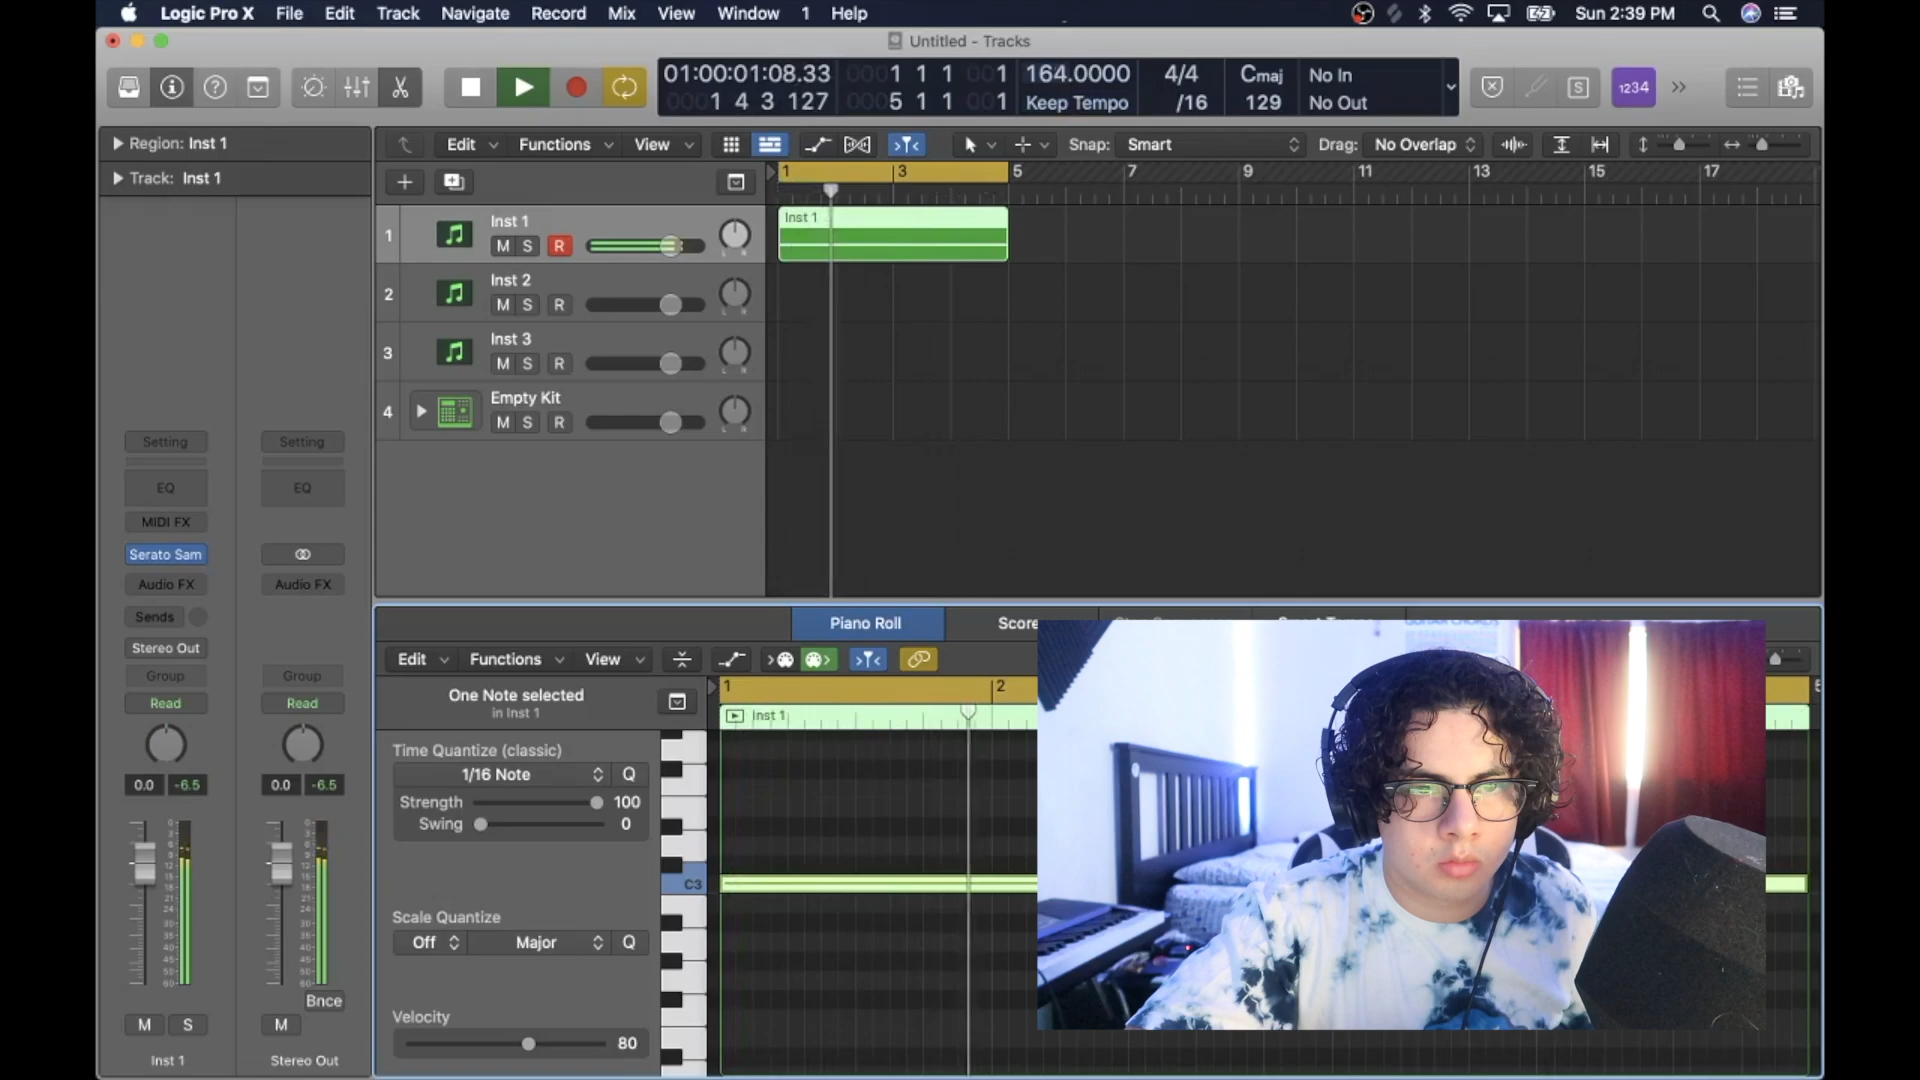 Logic Pro X File Edit Track Navigate Record Mix View Window 1 Help
Sun 2:39 PM
Untitled - Tracks
01:00:01:08.33 0001 1 1 001 164.0000 4/4 Cmaj No In
0001 4 3 127 0005 1 1 001 Keep Tempo /16 129 No Out
1234
S
Region: Inst 1
Edit Functions View Snap: Smart Drag: No Overlap
Track: Inst 1
1 3 5 7 9 11 13 15 17
1 Inst 1 M S R L R
Inst 1
2 Inst 2 M S R L R
3 Inst 3 M S R L R
4 Empty Kit M S R L R
Setting Setting
EQ EQ
MIDI FX
Serato Sam
Audio FX Audio FX
Sends
Stereo Out
Group Group
Read Read
0.0 -6.5 0.0 -6.5
Bnce
M S M
Inst 1 Stereo Out
Piano Roll Score
Edit Functions View
One Note selected
in Inst 1
1 2 5
Inst 1
Time Quantize (classic)
1/16 Note Q
Strength 100
Swing 0
C3
Scale Quantize
Off Major Q
Velocity
80